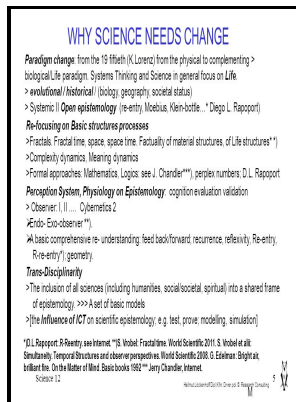 WHY SCIENCE NEEDS CHANGE
Paradigm change: from the 19 fiftieth (K.Lorenz) from the physical to complementing >
biological/Life paradigm. Systems Thinking and Science in general focus on Life.
> evolutional / historical / (biology, geography, societal status)
> Systemic II Open epistemology (re-entry, Moebius, Klein-bottle…* Diego L. Rapoport)
Re-focusing on Basic structures processes
>Fractals. Fractal time, space, space time. Factuality of material structures, of Life structures**)
>Complexity dynamics, Meaning dynamics
>Formal approaches: Mathematics, Logics: see J. Chandler***), perplex numbers; D.L. Rapoport
Perception System, Physiology on Epistemology: cognition evaluation validation
> Observer: I, II …. Cybernetics 2
>Endo- Exo-observer **).
>A basic comprehensive re- understanding: feed back/forward; recurrence, reflexivity, Re-entry,
R-re-entry*); geometry.
Trans-Disciplinarity
>The inclusion of all sciences (including humanities, social/societal, spiritual) into a shared frame
of epistemology. >>> A set of basic models
>[the Influence of ICT on scientific epistemology; e.g. test, prove; modelling, simulation]
*)D.L. Rapoport: R-Reentry, see Internet. **)S. Vrobel: Fractal time. World Scientific 2011. S. Vrobel et alii:
Simultaneity, Temporal Structures and observer perspectives. World Scientific 2008. G. Edelman: Bright air,
brilliant fire. On the Matter of Mind. Basic books 1992 *** Jerry Chandler, Internet.
Science 12
5
Research Consulting
M